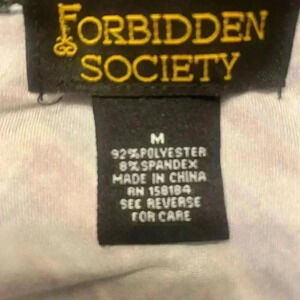 FORBIDDEN
SOCIETY
M
92%POLYESTER
8%SPANDEX
MADE IN CHINA
RN 158184
SEE REVERSE
FOR CARE